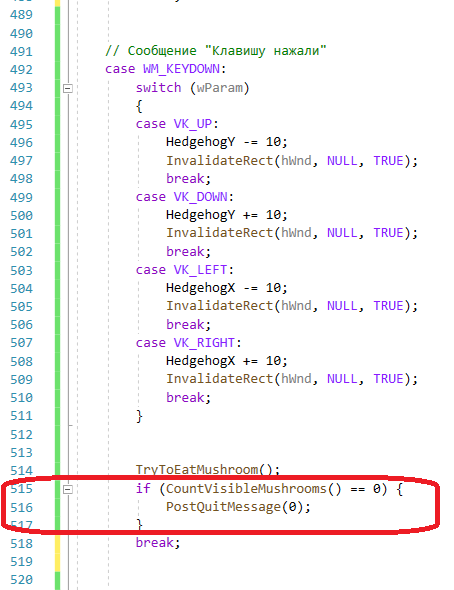 489
490
491 // Сообщение "Клавишу нажали"
492 case WM_KEYDOWN:
493 switch (wParam)
494 {
495 case VK_UP:
496 HedgehogY -= 10;
497 InvalidateRect(hWnd, NULL, TRUE);
498 break;
499 case VK_DOWN:
500 HedgehogY += 10;
501 InvalidateRect(hWnd, NULL, TRUE);
502 break;
503 case VK_LEFT:
504 HedgehogX -= 10;
505 InvalidateRect(hWnd, NULL, TRUE);
506 break;
507 case VK_RIGHT:
508 HedgehogX += 10;
509 InvalidateRect(hWnd, NULL, TRUE);
510 break;
511 }
512
513
514 TryToEatMushroom();
515 if (CountVisibleMushrooms() == 0) {
516 PostQuitMessage(0);
517 }
518 break;
519
520